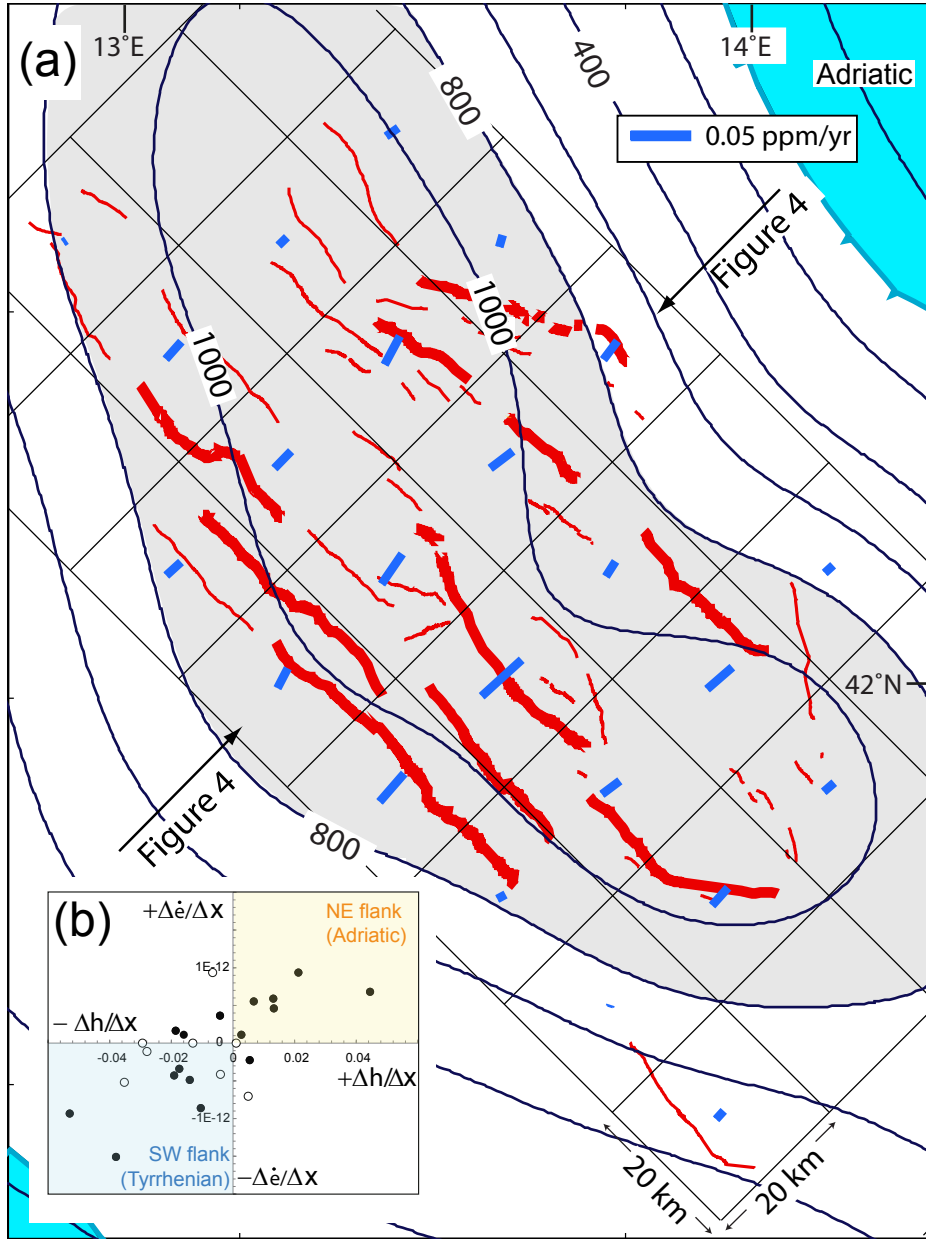 (a)
13°E
14°E
Adriatic
400
800
0.05 ppm/yr
Figure 4
1000
1000
42°N
Figure 4
800
(b)
+Δė/Δx
NE flank
(Adriatic)
1E-12
− Δh/Δx
0
-0.04
-0.02
0
0.02
0.04
+Δh/Δx
-1E-12
SW flank
(Tyrrhenian)
−Δė/Δx
20 km
20 km